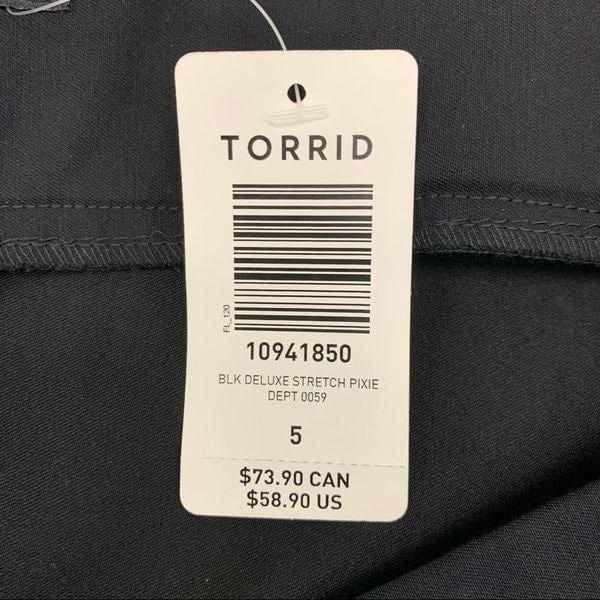 TORRID
FL_120
10941850
BLK DELUXE STRETCH PIXIE
DEPT 0059
5
$73.90 CAN
$58.90 US